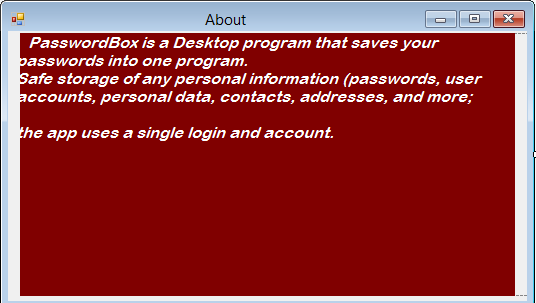 About
PasswordBox is a Desktop program that saves your
passwords into one program.
Safe storage of any personal information (passwords, user
accounts, personal data, contacts, addresses, and more;
the app uses a single login and account.